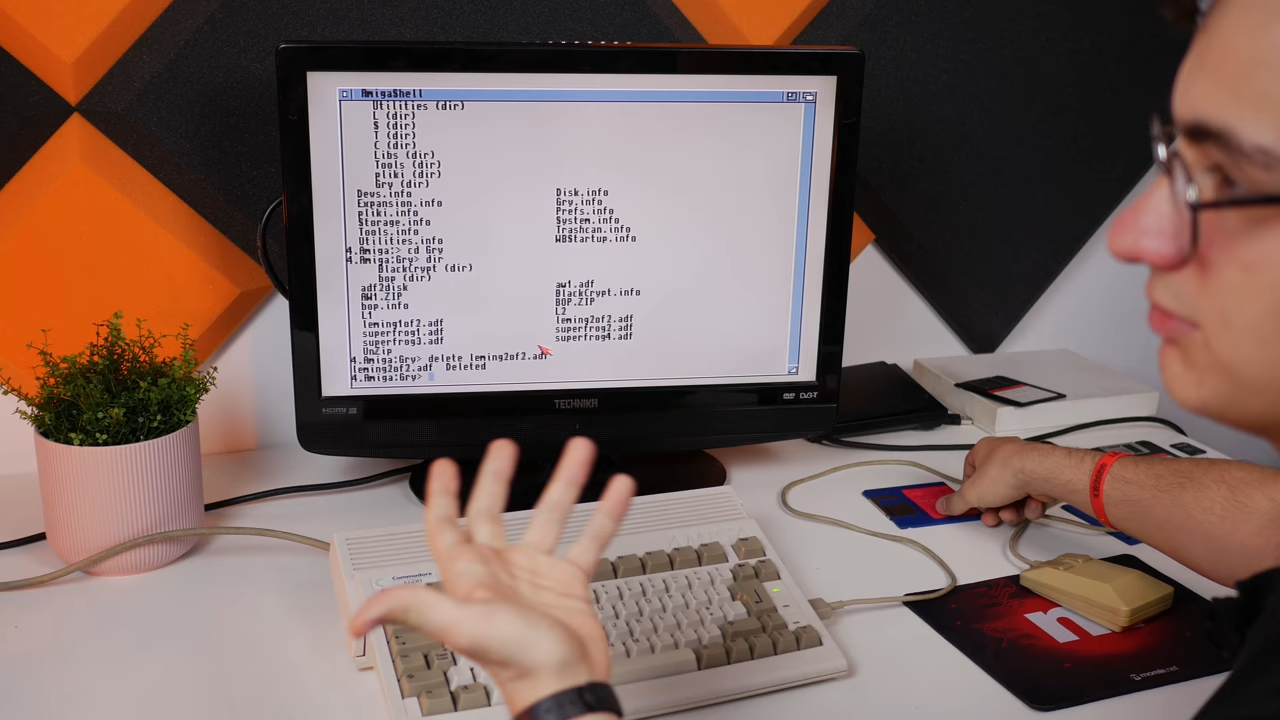 AmigaShell
Utilities (dir)
L (dir)
S (dir)
T (dir)
C (dir)
Libs (dir)
Tools (dir)
pliki (dir)
Gry (dir)
Devs.info Disk.info
Expansion.info Gry.info
pliki.info Prefs.info
Storage.info System.info
Tools.info Trashcan.info
Utilities.info WBStartup.info
4.Amiga:> cd Gry
4.Amiga:Gry> dir
BlackCrypt (dir)
bop (dir)
adf2disk aw1.adf
AW1.ZIP BlackCrypt.info
bop.info BOP.ZIP
L1 L2
leming1of2.adf leming2of2.adf
superfrog1.adf superfrog2.adf
superfrog3.adf superfrog4.adf
UnZip
4.Amiga:Gry> delete leming2of2.adf
leming2of2.adf Deleted
4.Amiga:Gry>
HDMI
TECHNIKA
DVD DVB-T
Commodore
n